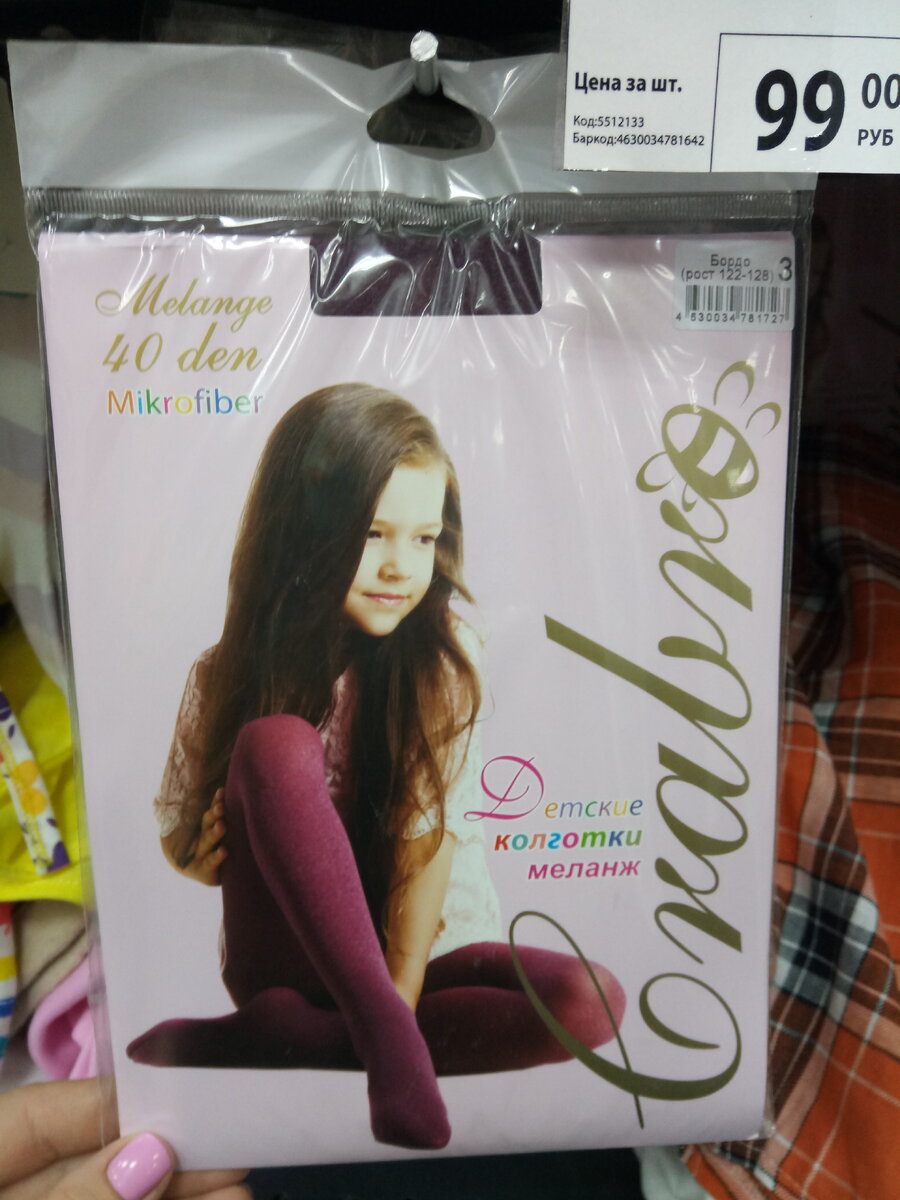 Цена за шт.
Код:5512133
Баркод:4630034781642
99 00
РУБ
Бордо
(рост 122-128) 3
4 630034 781727
Melange
40 den
Mikrofiber
Детские
колготки
меланж